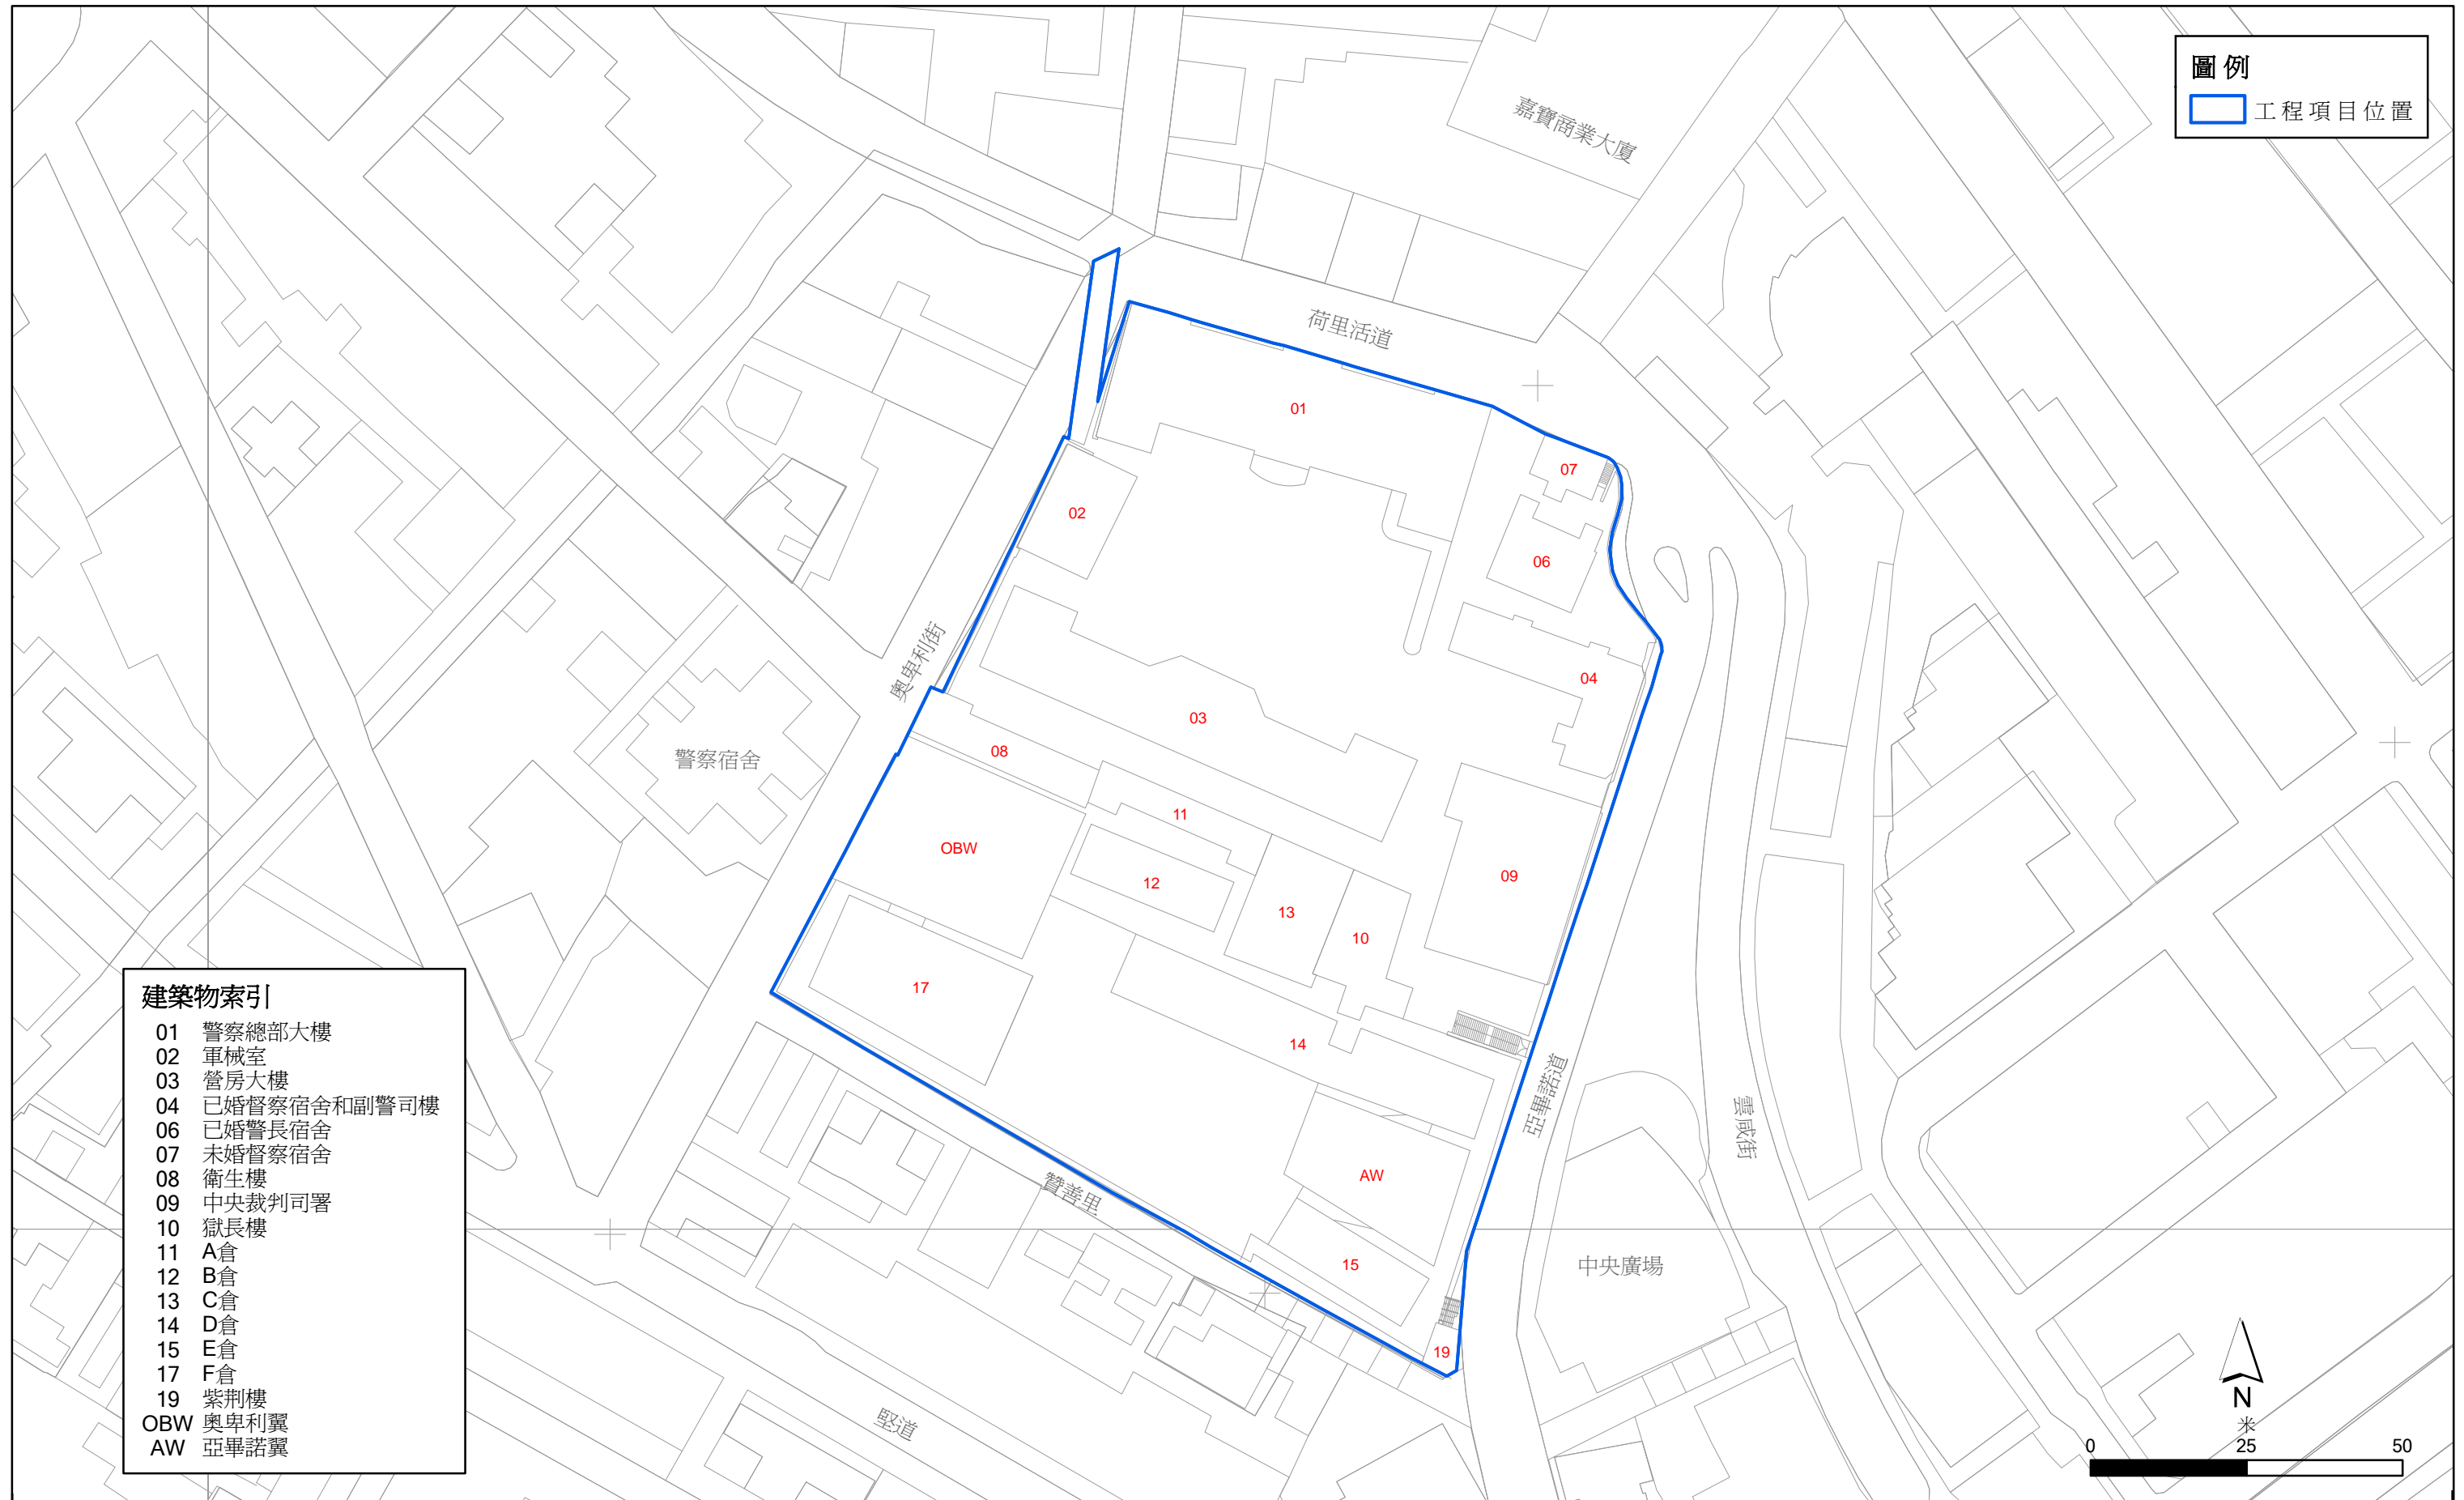 圖例
工程項目位置
嘉寶商業大廈
荷里活道
01
07
02
06
奧卑利街
04
03
警察宿舍
08
11
OBW
12
09
13
10
17
14
亞畢諾道
雲咸街
AW
贊善里
15
中央廣場
19
堅道
建築物索引
01 警察總部大樓
02 軍械室
03 營房大樓
04 已婚督察宿舍和副警司樓
06 已婚警長宿舍
07 未婚督察宿舍
08 衛生樓
09 中央裁判司署
10 獄長樓
11 A倉
12 B倉
13 C倉
14 D倉
15 E倉
17 F倉
19 紫荆樓
OBW 奧卑利翼
AW 亞畢諾翼
N
米
0 25 50